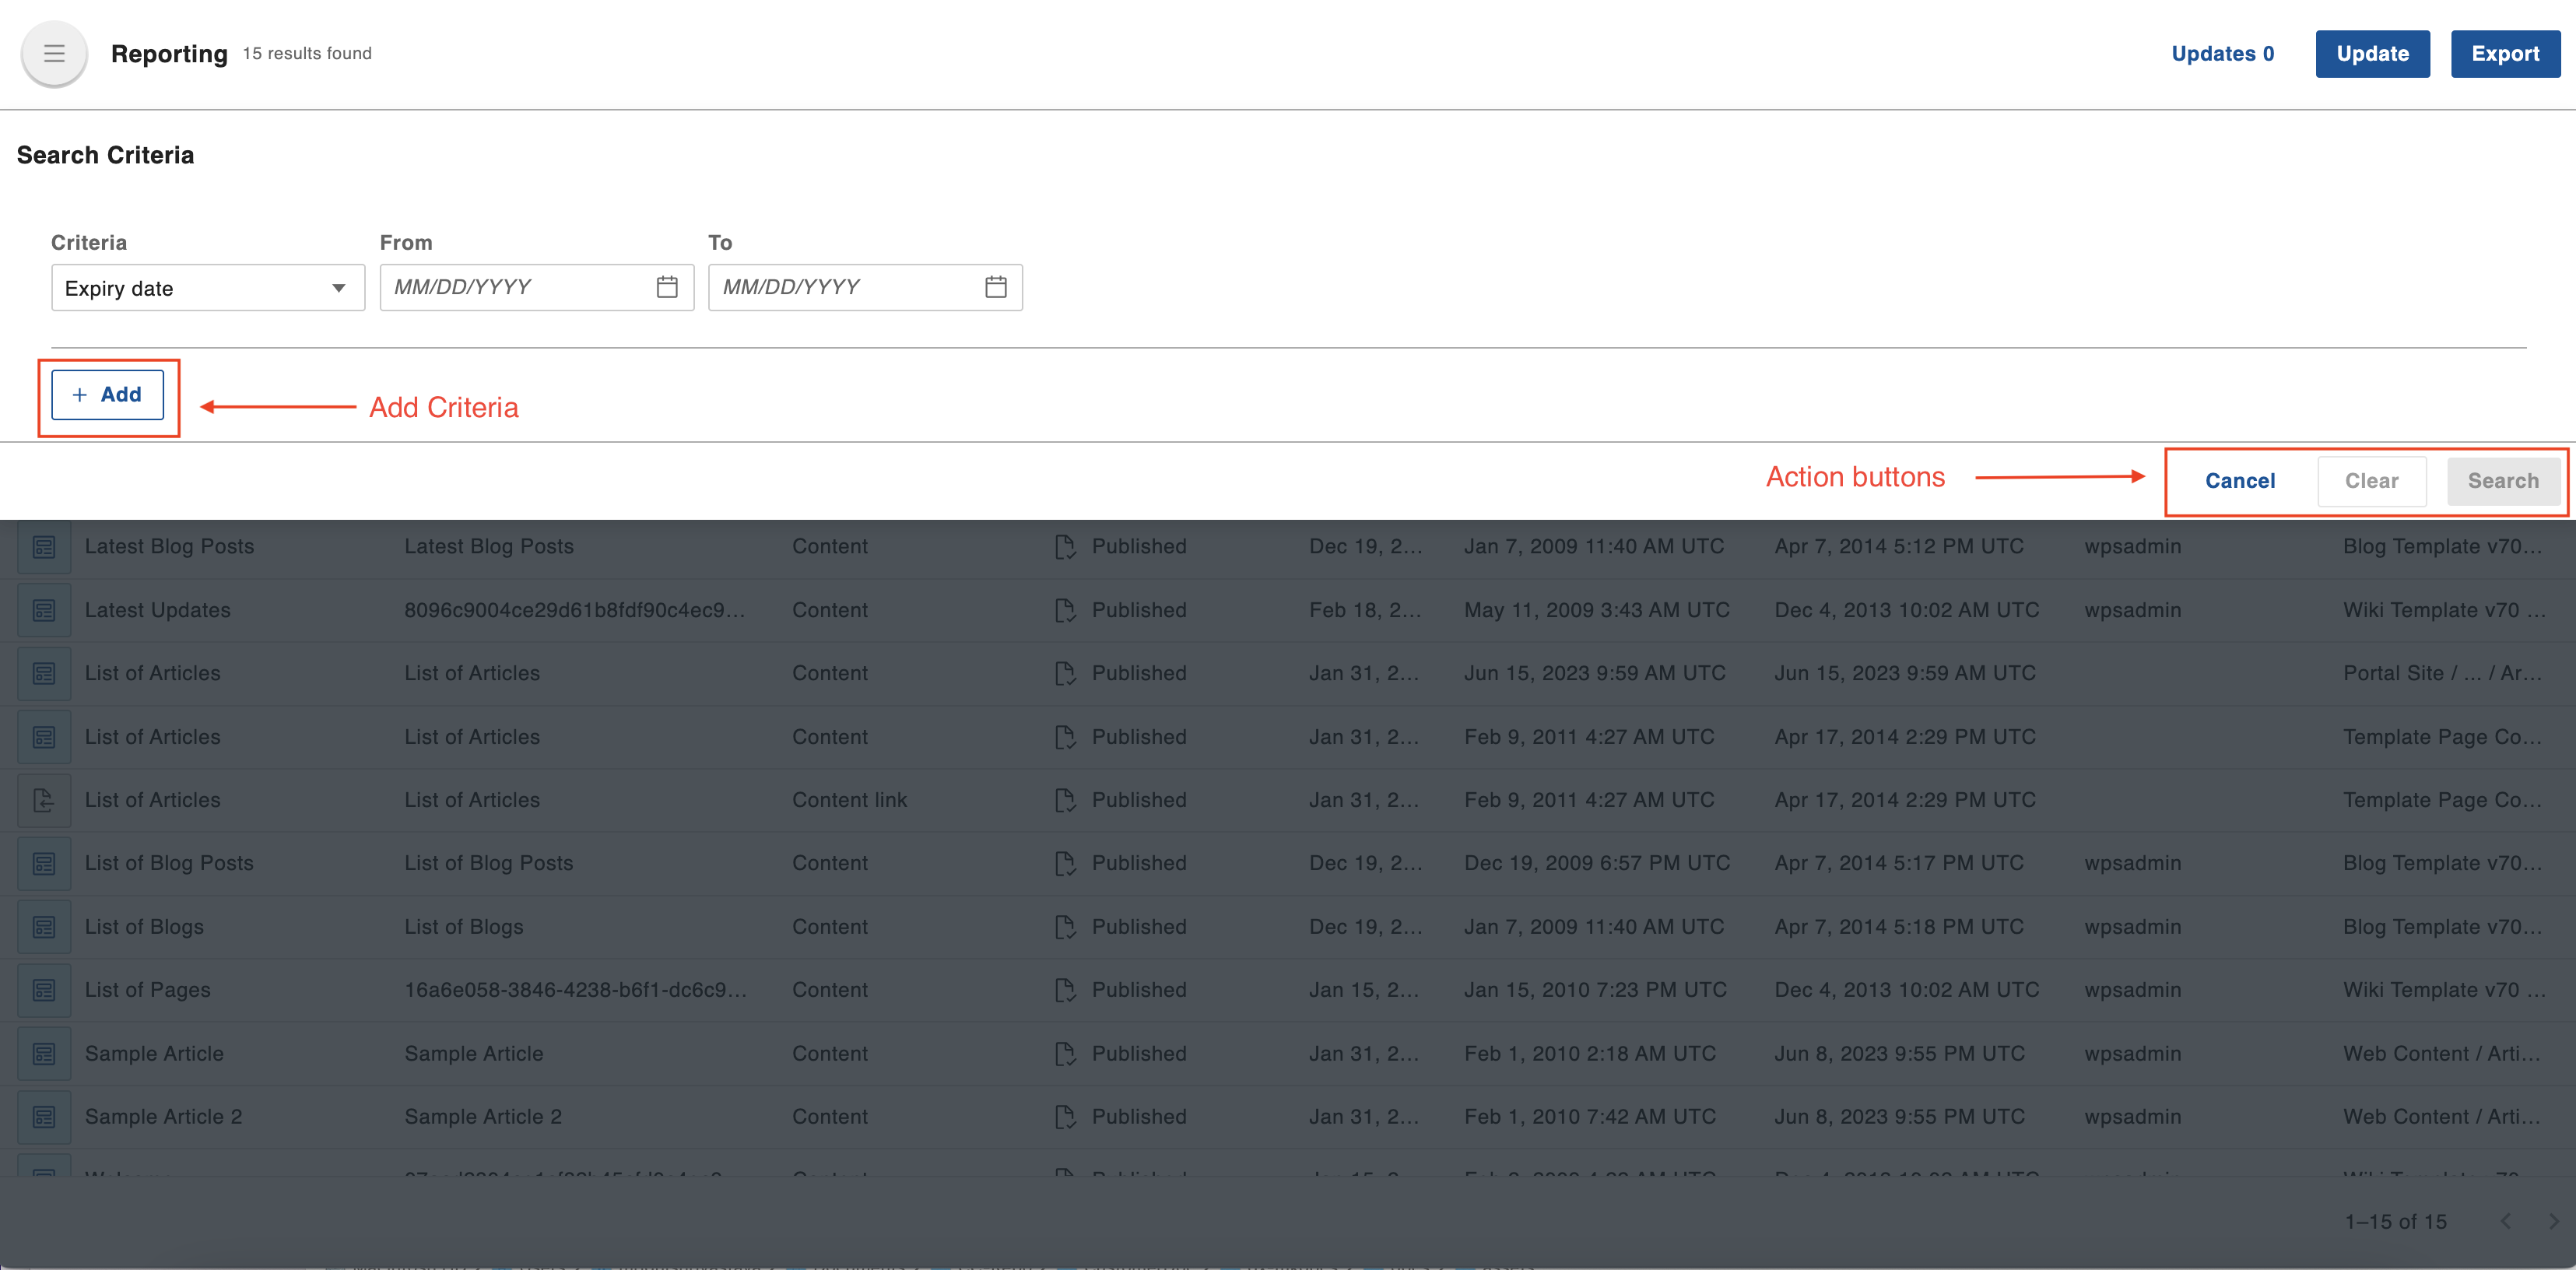 Reporting 15 results found Updates 0 Update Export
Search Criteria
Criteria From To
Expiry date MM/DD/YYYY MM/DD/YYYY
+ Add
Add Criteria
Action buttons Cancel Clear Search
Latest Blog Posts Latest Blog Posts Content Published Dec 19, 2... Jan 7, 2009 11:40 AM UTC Apr 7, 2014 5:12 PM UTC wpsadmin Blog Template v70...
Latest Updates 8096c9004ce29d61b8fdf90c4ec9... Content Published Feb 18, 2... May 11, 2009 3:43 AM UTC Dec 4, 2013 10:02 AM UTC wpsadmin Wiki Template v70 ...
List of Articles List of Articles Content Published Jan 31, 2... Jun 15, 2023 9:59 AM UTC Jun 15, 2023 9:59 AM UTC Portal Site / ... / Ar...
List of Articles List of Articles Content Published Jan 31, 2... Feb 9, 2011 4:27 AM UTC Apr 17, 2014 2:29 PM UTC Template Page Co...
List of Articles List of Articles Content link Published Jan 31, 2... Feb 9, 2011 4:27 AM UTC Apr 17, 2014 2:29 PM UTC Template Page Co...
List of Blog Posts List of Blog Posts Content Published Dec 19, 2... Dec 19, 2009 6:57 PM UTC Apr 7, 2014 5:17 PM UTC wpsadmin Blog Template v70...
List of Blogs List of Blogs Content Published Dec 19, 2... Jan 7, 2009 11:40 AM UTC Apr 7, 2014 5:18 PM UTC wpsadmin Blog Template v70...
List of Pages 16a6e058-3846-4238-b6f1-dc6c9... Content Published Jan 15, 2... Jan 15, 2010 7:23 PM UTC Dec 4, 2013 10:02 AM UTC wpsadmin Wiki Template v70 ...
Sample Article Sample Article Content Published Jan 31, 2... Feb 1, 2010 2:18 AM UTC Jun 8, 2023 9:55 PM UTC wpsadmin Web Content / Arti...
Sample Article 2 Sample Article 2 Content Published Jan 31, 2... Feb 1, 2010 7:42 AM UTC Jun 8, 2023 9:55 PM UTC wpsadmin Web Content / Arti...
1–15 of 15